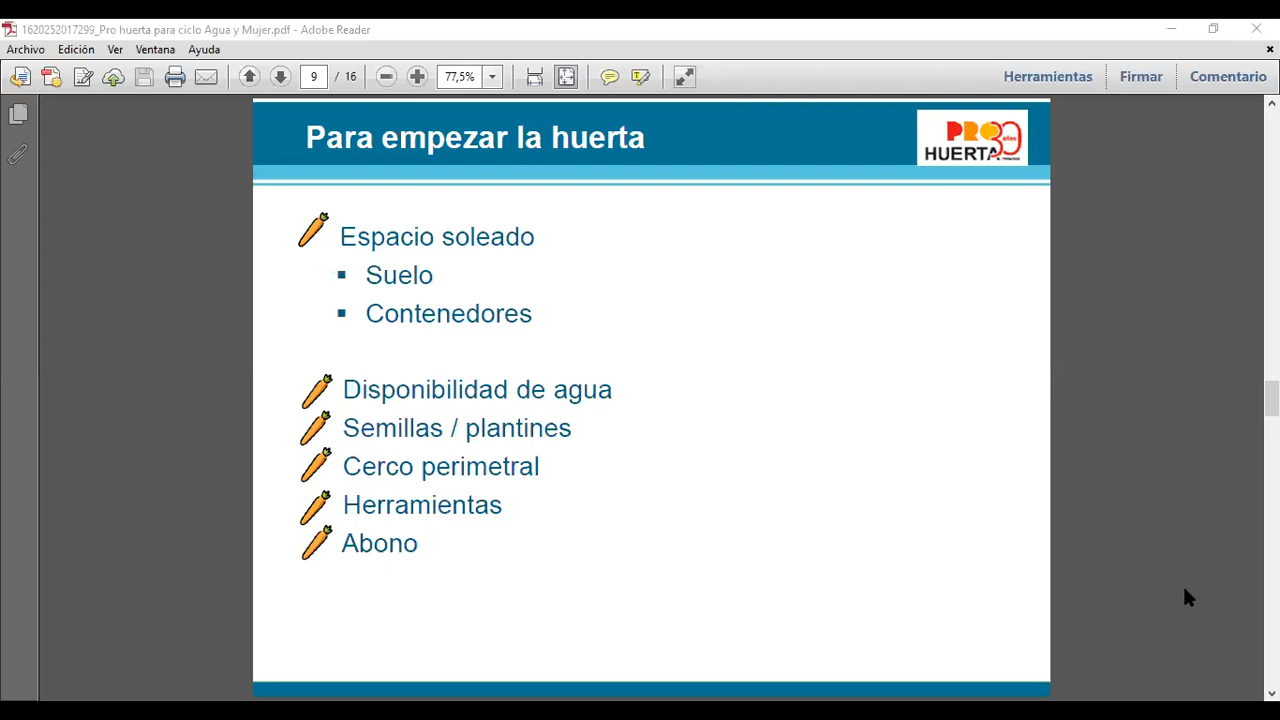 1620252017299_Pro huerta para ciclo Agua y Mujer.pdf - Adobe Reader
Archivo Edición Ver Ventana Ayuda
9 / 16 77,5% Herramientas Firmar Comentario
Para empezar la huerta
PRO 30 años
HUERTA
Espacio soleado
Suelo
Contenedores
Disponibilidad de agua
Semillas / plantines
Cerco perimetral
Herramientas
Abono